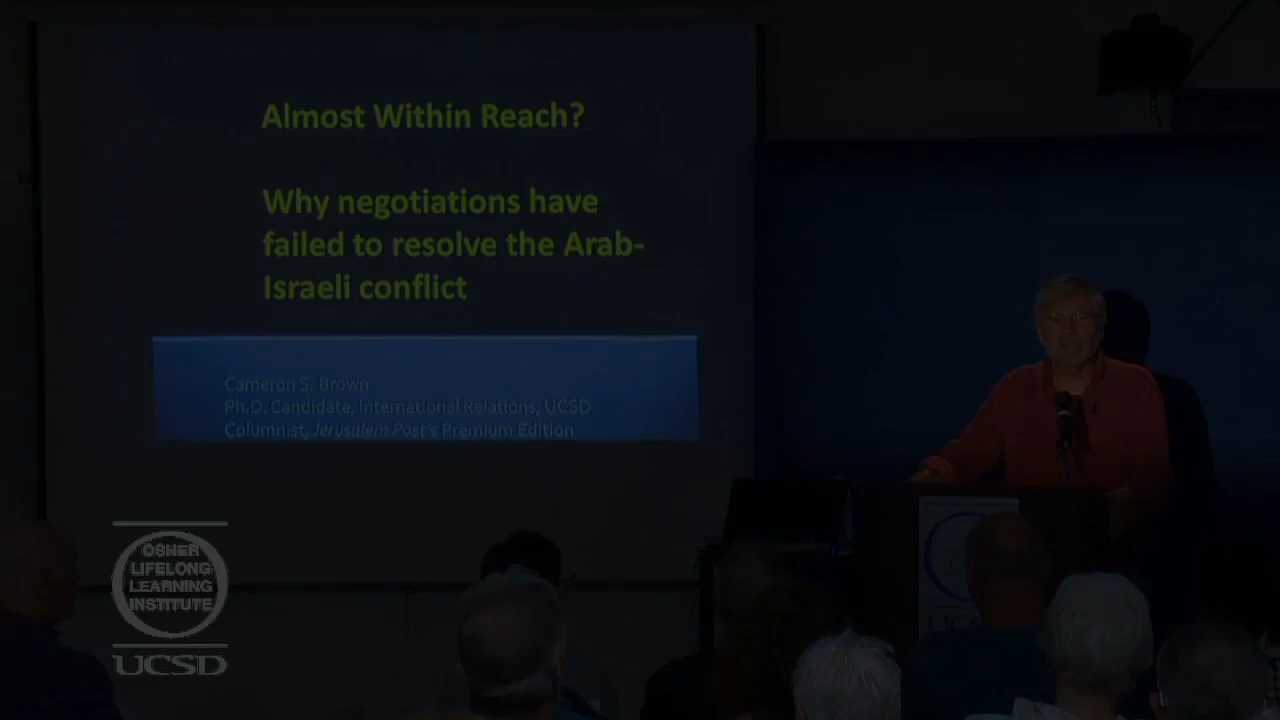 Almost Within Reach?
Why negotiations have
failed to resolve the Arab-
Israeli conflict
Cameron S. Brown
Ph.D. Candidate, International Relations, UCSD
Columnist, Jerusalem Post's Premium Edition
OSHER
LIFELONG
LEARNING
INSTITUTE
UCSD
UCSD